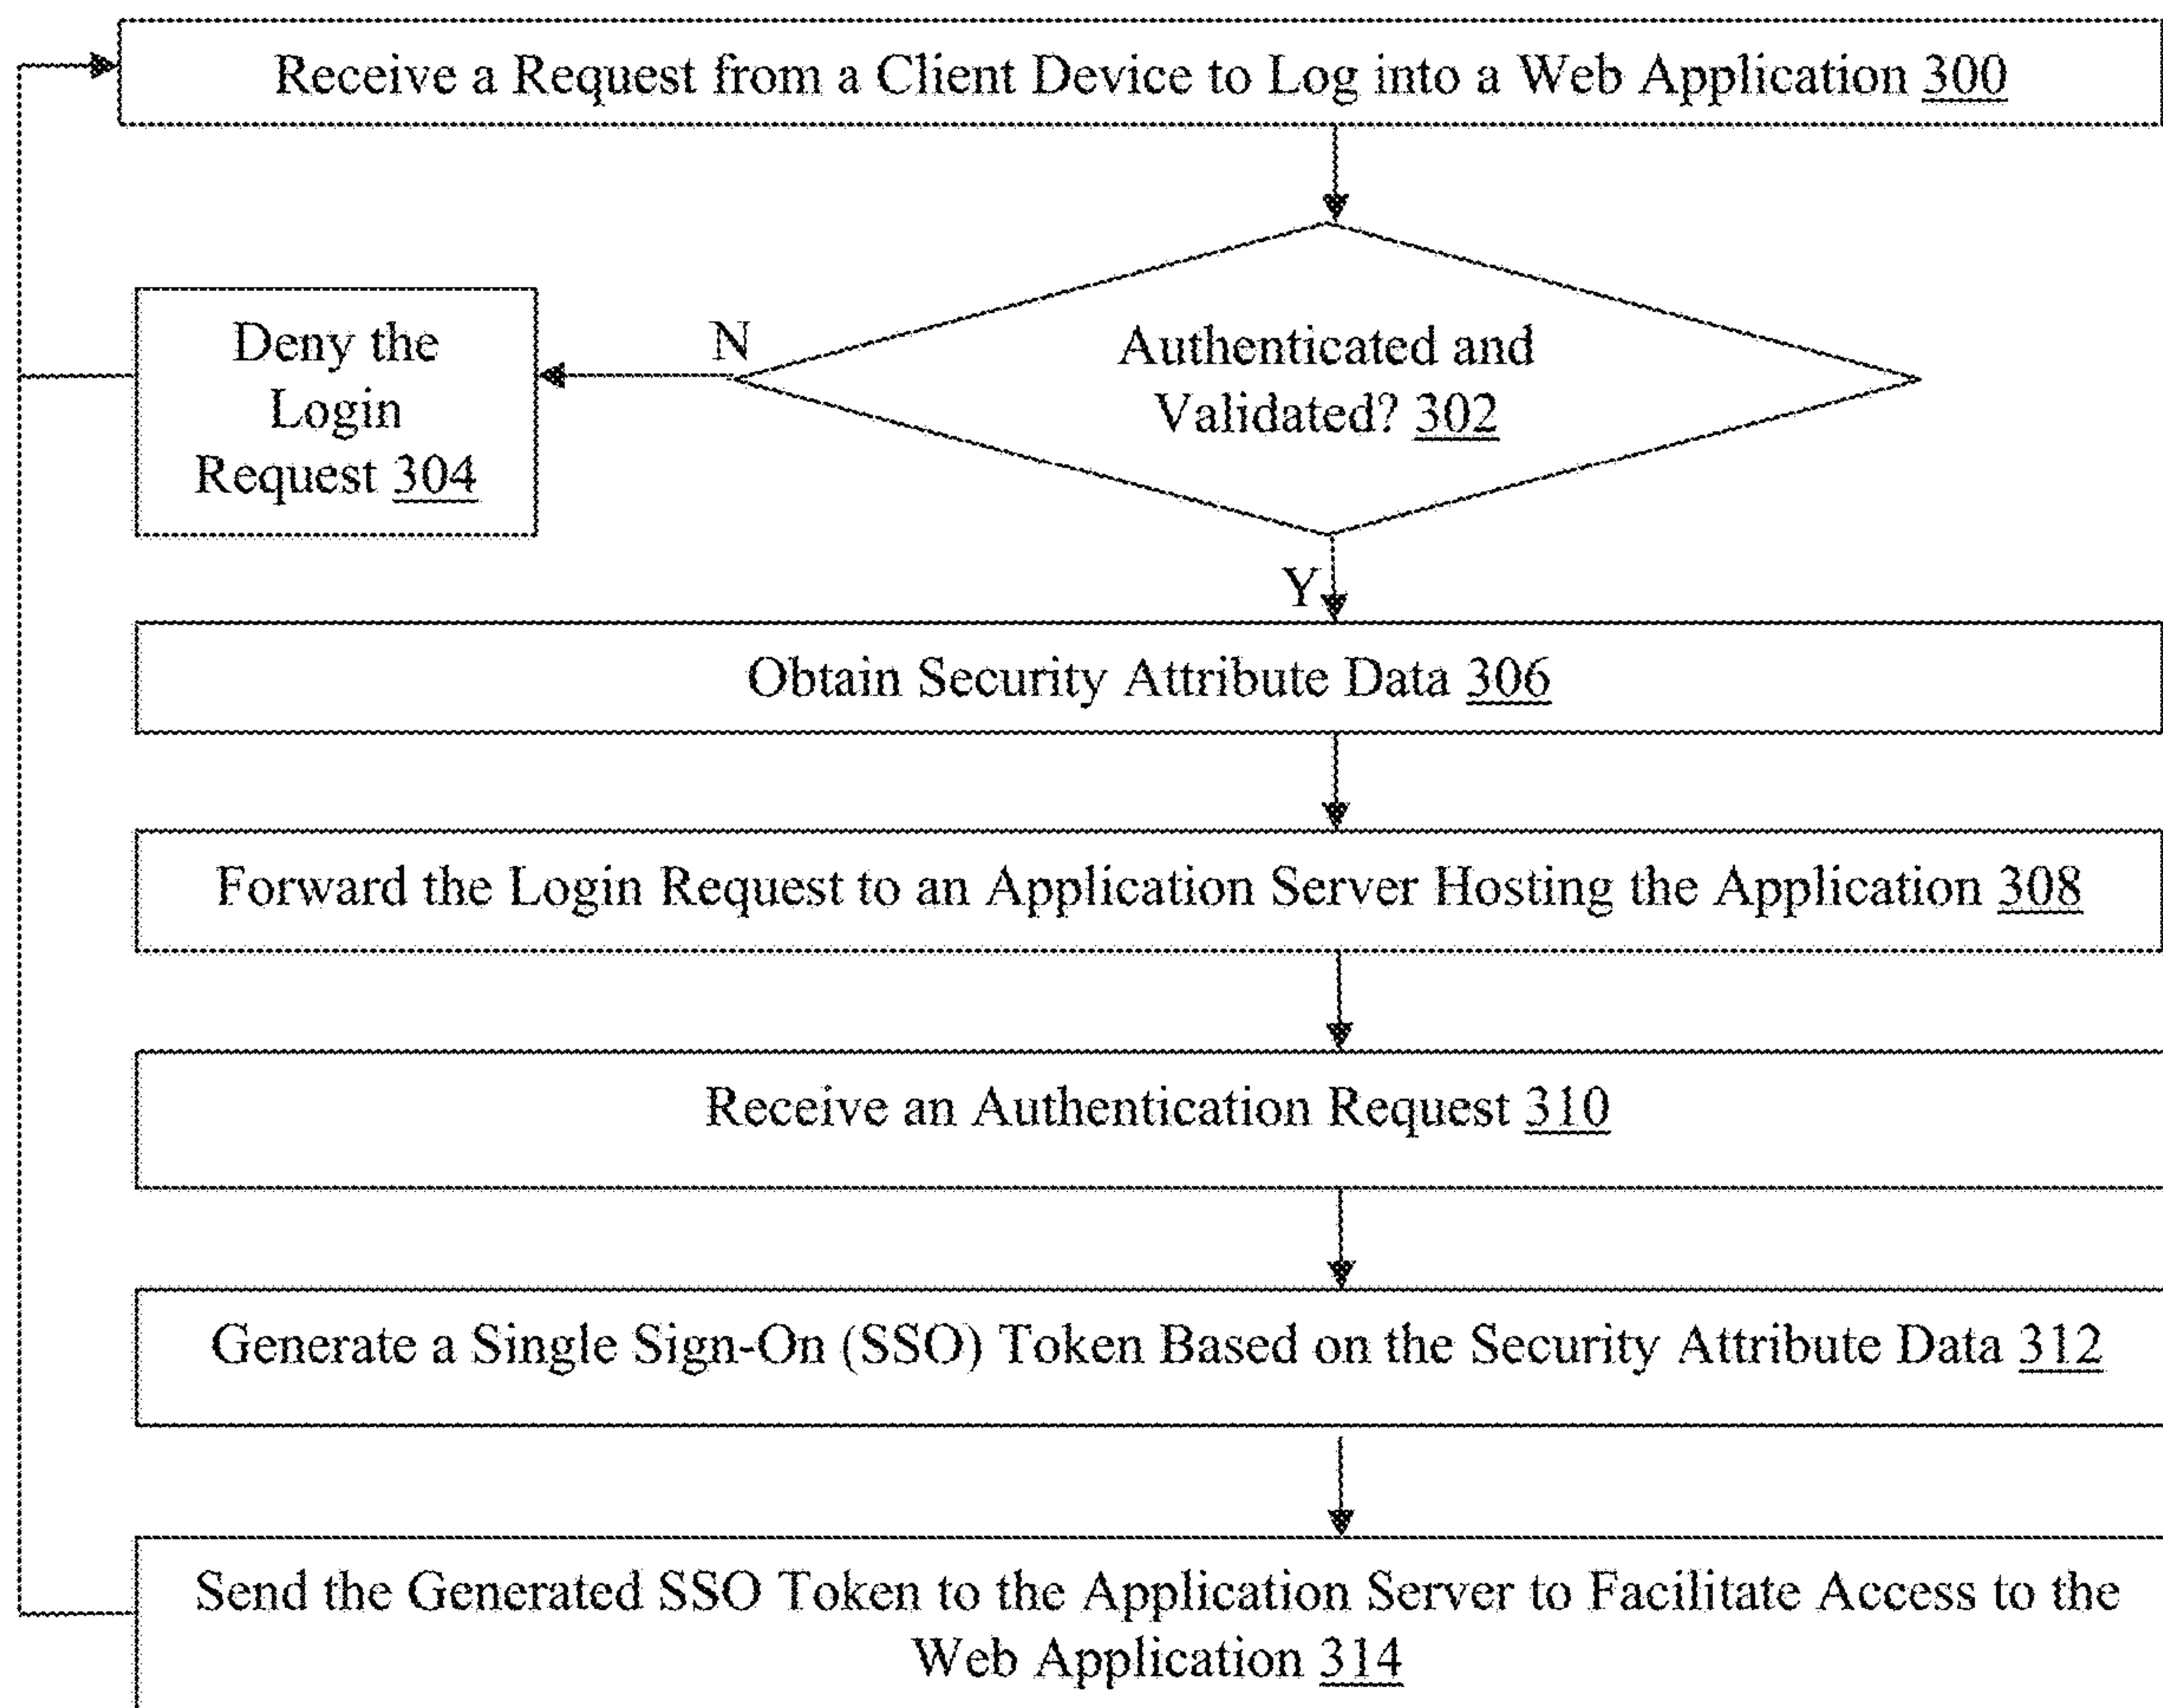 Receive a Request from a Client Device to Log into a Web Application 300
N
Deny the
Login
Request 304
Authenticated and
Validated? 302
Y
Obtain Security Attribute Data 306
Forward the Login Request to an Application Server Hosting the Application 308
Receive an Authentication Request 310
Generate a Single Sign-On (SSO) Token Based on the Security Attribute Data 312
Send the Generated SSO Token to the Application Server to Facilitate Access to the
Web Application 314